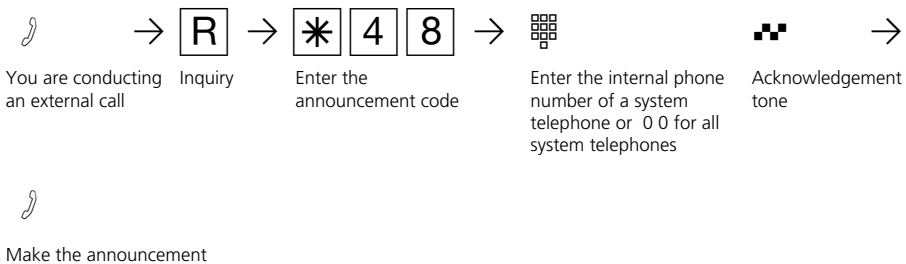 R * 4 8
You are conducting Inquiry Enter the Enter the internal phone Acknowledgement
an external call announcement code number of a system tone
telephone or 0 0 for all
system telephones
Make the announcement